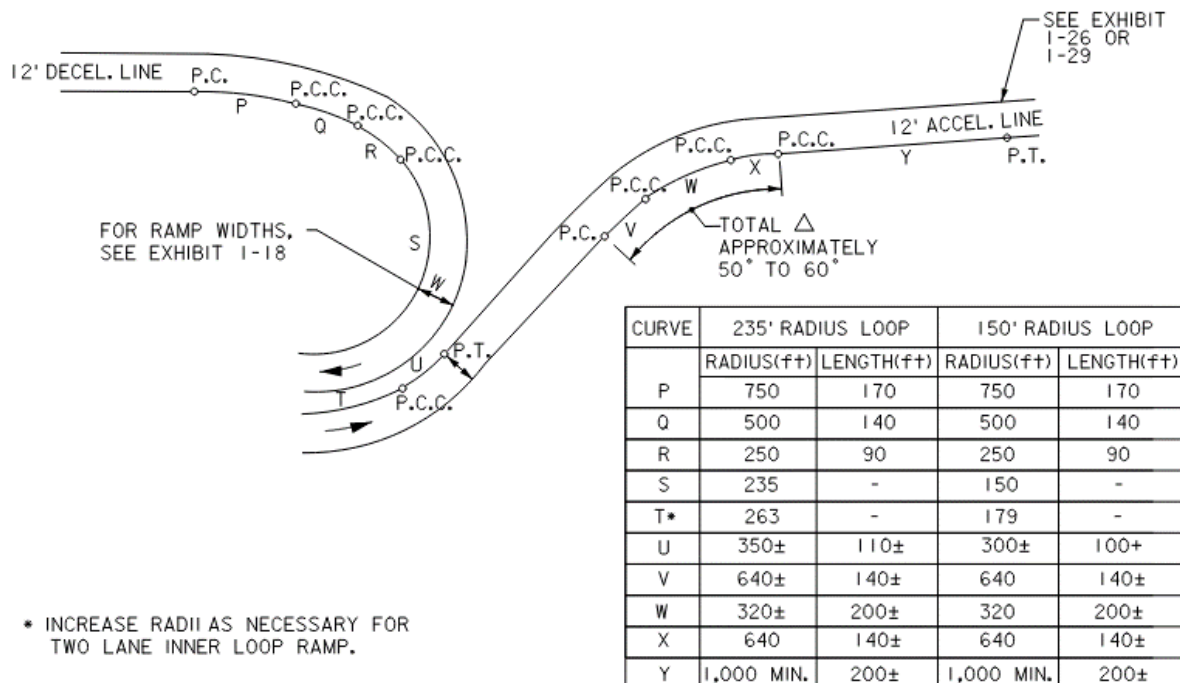 SEE EXHIBIT
1-26 OR
1-29
12' DECEL. LINE
P.C.
P
P.C.C.
Q
P.C.C.
R
P.C.C.
S
FOR RAMP WIDTHS,
SEE EXHIBIT 1-18
W
U
P.T.
T
P.C.C.
P.C.
V
P.C.C.
W
P.C.C.
X
P.C.C.
12' ACCEL. LINE
Y
P.T.
TOTAL △
APPROXIMATELY
50° TO 60°
CURVE 235' RADIUS LOOP 150' RADIUS LOOP
RADIUS(ft) LENGTH(ft) RADIUS(ft) LENGTH(ft)
P 750 170 750 170
Q 500 140 500 140
R 250 90 250 90
S 235 - 150 -
T* 263 - 179 -
U 350± 110± 300± 100+
V 640± 140± 640 140±
W 320± 200± 320 200±
X 640 140± 640 140±
Y 1,000 MIN. 200± 1,000 MIN. 200±
* INCREASE RADII AS NECESSARY FOR
TWO LANE INNER LOOP RAMP.